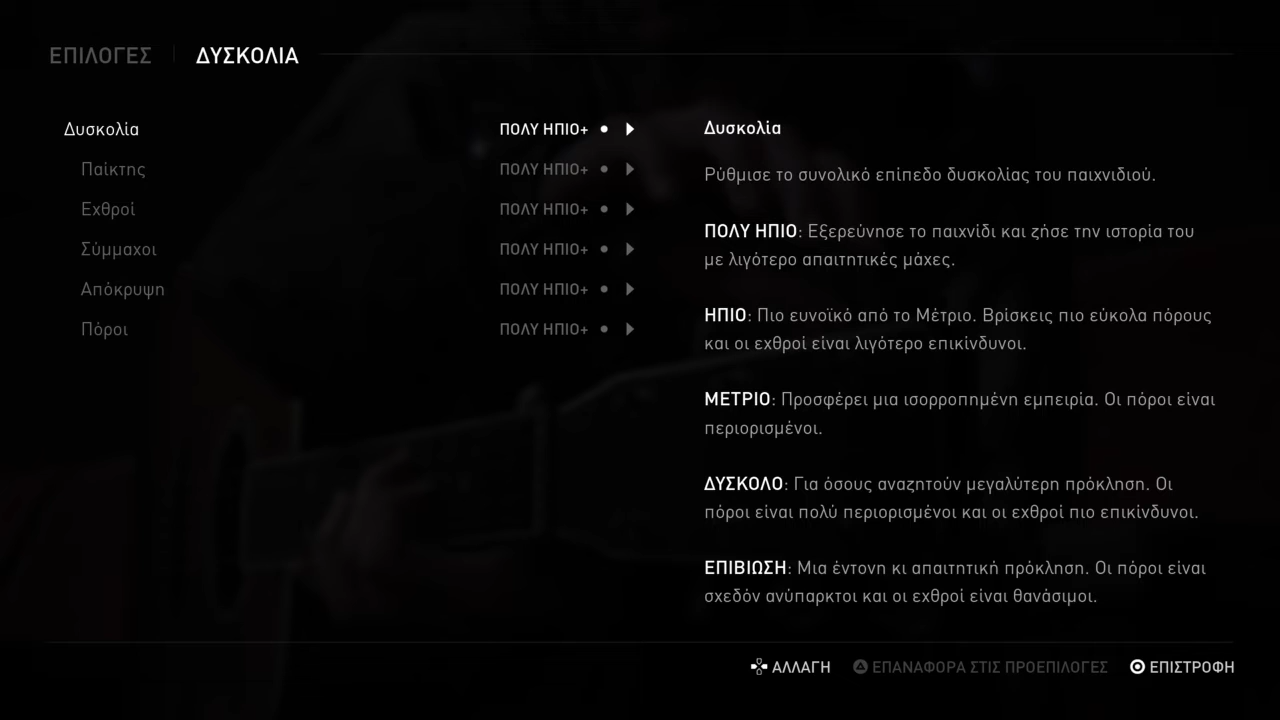 ΕΠΙΛΟΓΕΣ | ΔΥΣΚΟΛΙΑ
Δυσκολία ΠΟΛΥ ΗΠΙΟ+
Παίκτης ΠΟΛΥ ΗΠΙΟ+
Εχθροί ΠΟΛΥ ΗΠΙΟ+
Σύμμαχοι ΠΟΛΥ ΗΠΙΟ+
Απόκρυψη ΠΟΛΥ ΗΠΙΟ+
Πόροι ΠΟΛΥ ΗΠΙΟ+
Δυσκολία
Ρύθμισε το συνολικό επίπεδο δυσκολίας του παιχνιδιού.
ΠΟΛΥ ΗΠΙΟ: Εξερεύνησε το παιχνίδι και ζήσε την ιστορία του
με λιγότερο απαιτητικές μάχες.
ΗΠΙΟ: Πιο ευνοϊκό από το Μέτριο. Βρίσκεις πιο εύκολα πόρους
και οι εχθροί είναι λιγότερο επικίνδυνοι.
ΜΕΤΡΙΟ: Προσφέρει μια ισορροπημένη εμπειρία. Οι πόροι είναι
περιορισμένοι.
ΔΥΣΚΟΛΟ: Για όσους αναζητούν μεγαλύτερη πρόκληση. Οι
πόροι είναι πολύ περιορισμένοι και οι εχθροί πιο επικίνδυνοι.
ΕΠΙΒΙΩΣΗ: Μια έντονη κι απαιτητική πρόκληση. Οι πόροι είναι
σχεδόν ανύπαρκτοι και οι εχθροί είναι θανάσιμοι.
ΑΛΛΑΓΗ ΕΠΑΝΑΦΟΡΑ ΣΤΙΣ ΠΡΟΕΠΙΛΟΓΕΣ ΕΠΙΣΤΡΟΦΗ